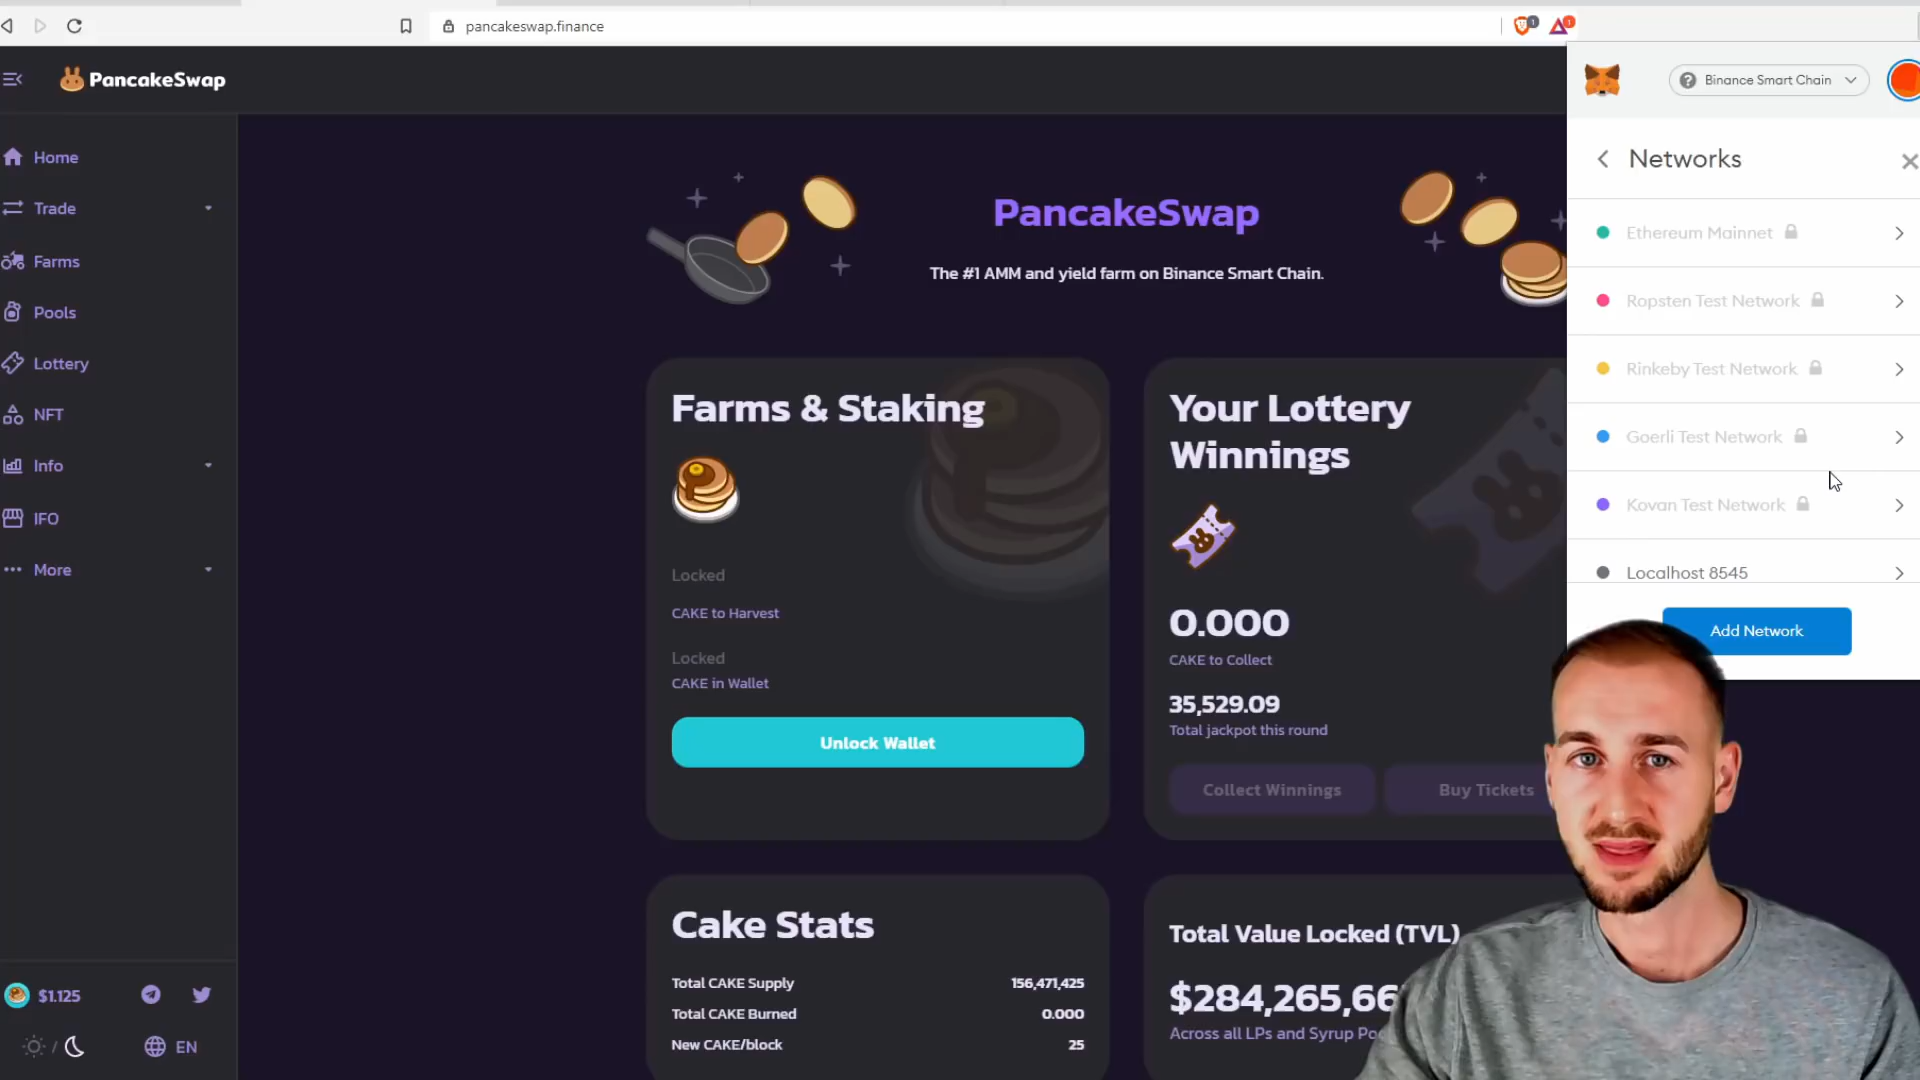 pancakeswap.finance
1
1
PancakeSwap
Binance Smart Chain
Home
Trade
Farms
Pools
Lottery
NFT
Info
IFO
More
$1.125
EN
PancakeSwap
The #1 AMM and yield farm on Binance Smart Chain.
Farms & Staking
Locked
CAKE to Harvest
Locked
CAKE in Wallet
Unlock Wallet
Your Lottery
Winnings
0.000
CAKE to Collect
35,529.09
Total jackpot this round
Collect Winnings
Buy Tickets
Cake Stats
Total CAKE Supply
156,471,425
Total CAKE Burned
0.000
New CAKE/block
25
Total Value Locked (TVL)
$284,265,66
Across all LPs and Syrup
Networks
Ethereum Mainnet
Ropsten Test Network
Rinkeby Test Network
Goerli Test Network
Kovan Test Network
Localhost 8545
Add Network